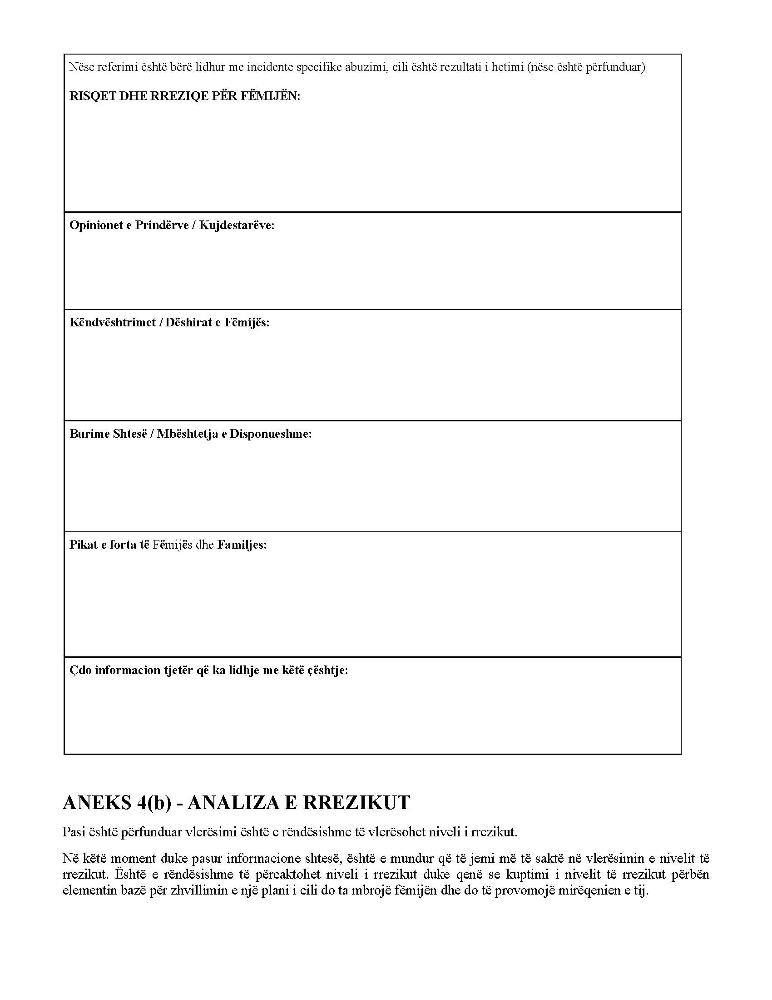 Nëse referimi është bërë lidhur me incidente specifike abuzimi, cili është rezultati i hetimi (nëse është përfunduar)
RISQET DHE RREZIQE PËR FËMIJËN:
Opinionet e Prindërve / Kujdestarëve:
Këndvështrimet / Dëshirat e Fëmijës:
Burime Shtesë / Mbështetja e Disponueshme:
Pikat e forta të Fëmijës dhe Familjes:
Çdo informacion tjetër që ka lidhje me këtë çështje:
ANEKS 4(b) - ANALIZA E RREZIKUT
Pasi është përfunduar vlerësimi është e rëndësishme të vlerësohet niveli i rrezikut.
Në këtë moment duke pasur informacione shtesë, është e mundur që të jemi më të saktë në vlerësimin e nivelit të
rrezikut. Është e rëndësishme të përcaktohet niveli i rrezikut duke qenë se kuptimi i nivelit të rrezikut përbën
elementin bazë për zhvillimin e një plani i cili do ta mbrojë fëmijën dhe do të provomojë mirëqenien e tij.